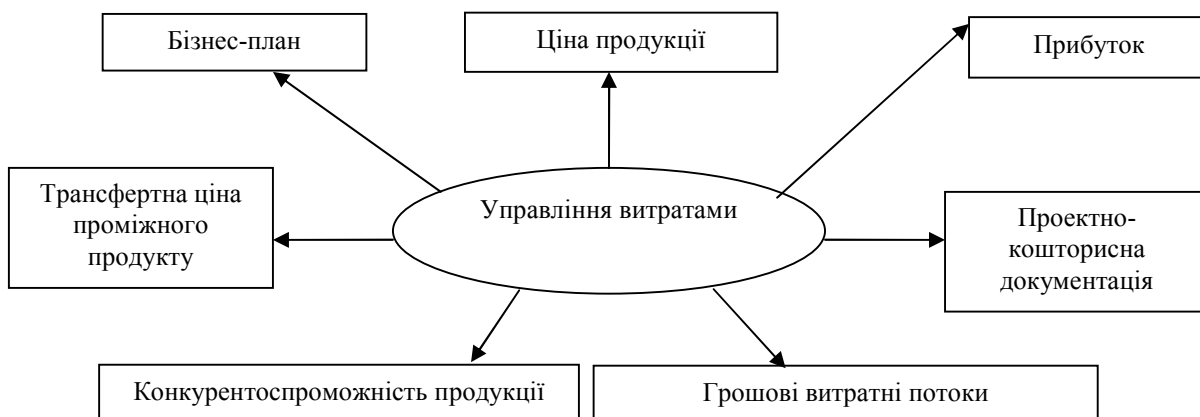 Бізнес-план
Ціна продукції
Прибуток
Трансфертна ціна
проміжного
продукту
Управління витратами
Проектно-
кошторисна
документація
Конкурентоспроможність продукції
Грошові витратні потоки